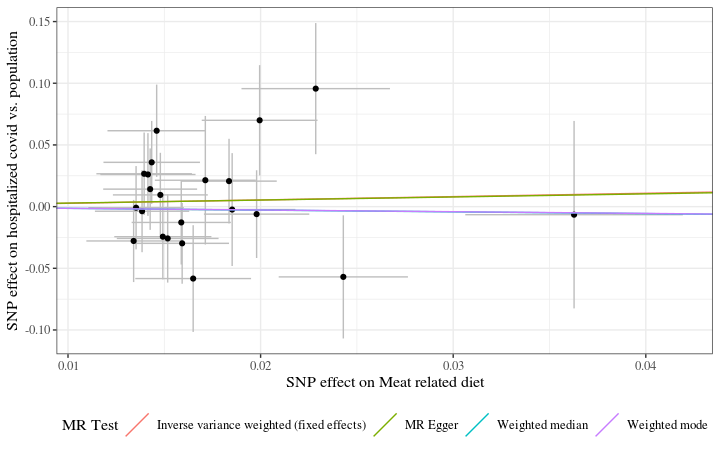 SNP effect on hospitalized covid vs. population
0.15
0.10
0.05
0.00
-0.05
-0.10
0.01
0.02
0.03
0.04
SNP effect on Meat related diet
MR Test
Inverse variance weighted (fixed effects)
MR Egger
Weighted median
Weighted mode